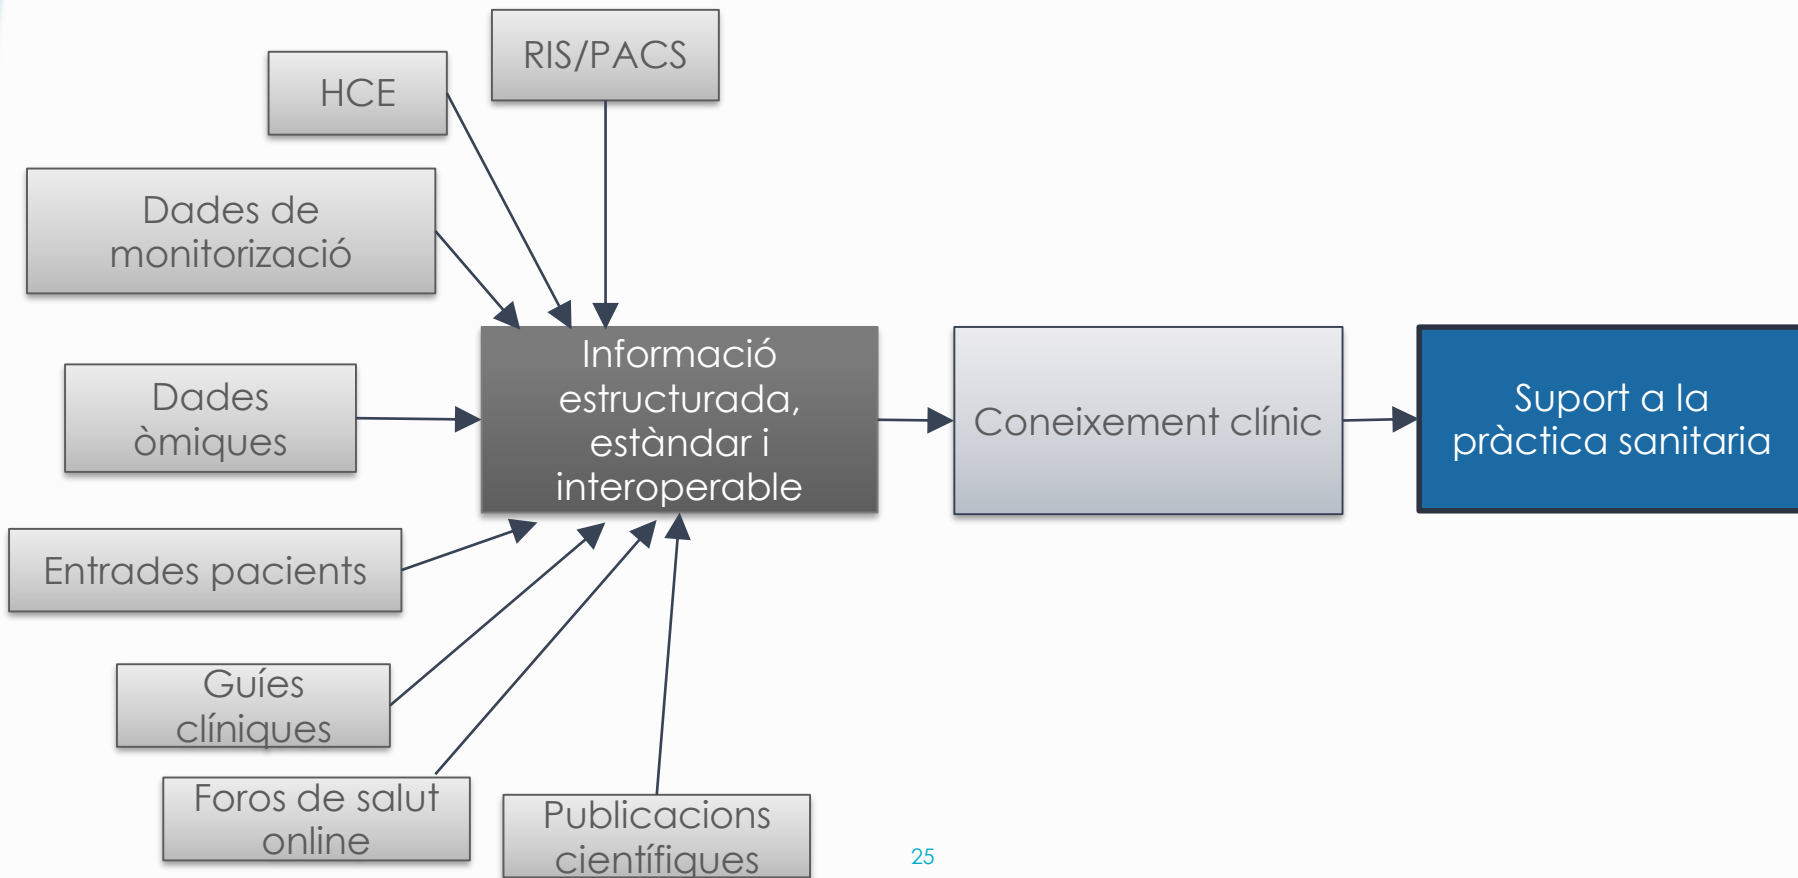 RIS/PACS
HCE
Dades de
monitorizació
Dades
òmiques
Entrades pacients
Guíes
clíniques
Foros de salut
online
Publicacions
científiques
Informació
estructurada,
estàndar i
interoperable
Coneixement clínic
Suport a la
pràctica sanitaria
25